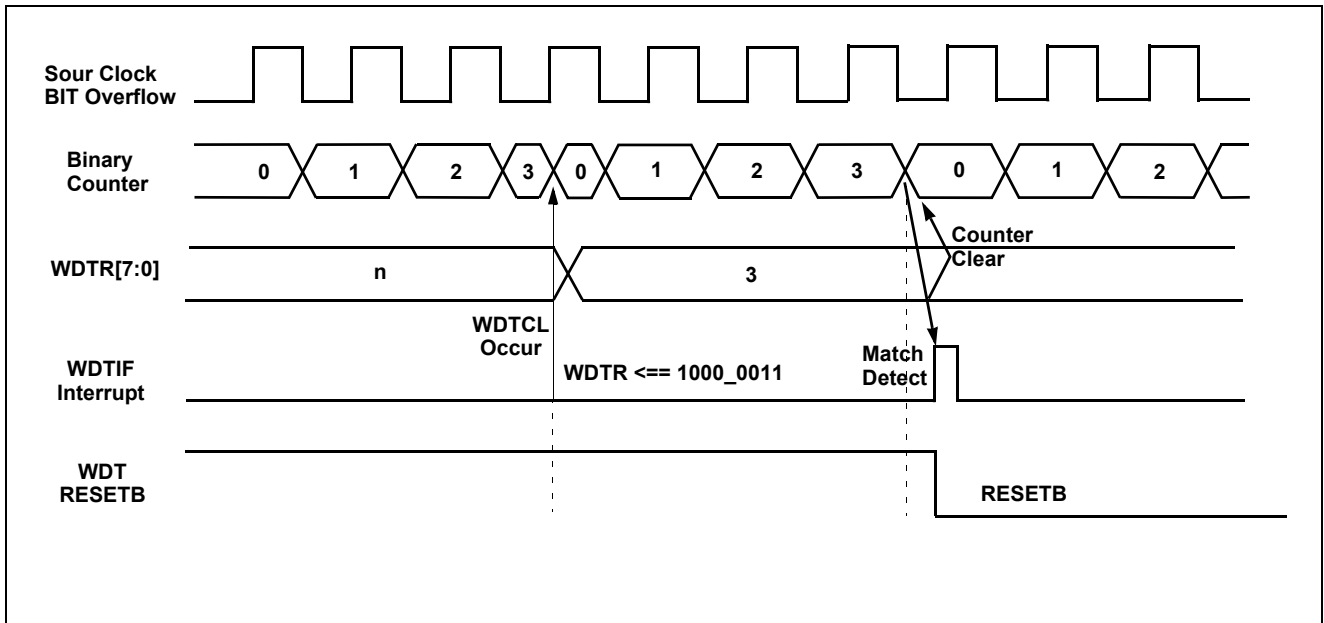 Sour Clock
BIT Overflow
Binary
Counter
0 1 2 3 0 1 2 3 0 1 2
WDTR[7:0]
n
3
Counter
Clear
WDTCL
Occur
WDTIF
Interrupt
WDTR <== 1000_0011
Match
Detect
WDT
RESETB
RESETB